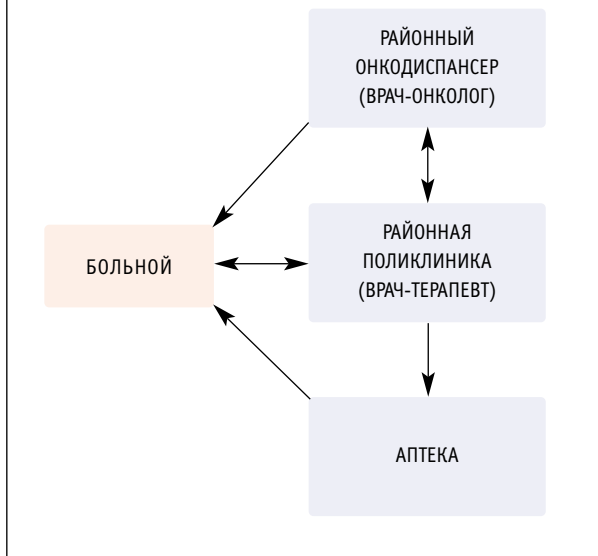 РАЙОННЫЙ
ОНКОДИСПАНСЕР
(ВРАЧ-ОНКОЛОГ)
БОЛЬНОЙ
РАЙОННАЯ
ПОЛИКЛИНИКА
(ВРАЧ-ТЕРАПЕВТ)
АПТЕКА